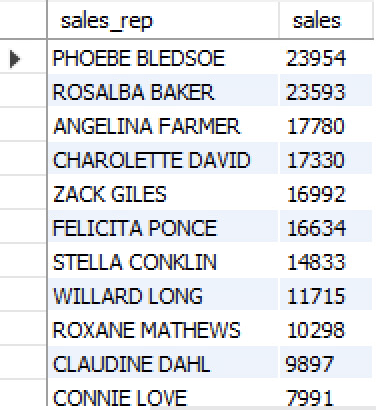 sales_rep sales
PHOEBE BLEDSOE 23954
ROSALBA BAKER 23593
ANGELINA FARMER 17780
CHAROLETTE DAVID 17330
ZACK GILES 16992
FELICITA PONCE 16634
STELLA CONKLIN 14833
WILLARD LONG 11715
ROXANE MATHEWS 10298
CLAUDINE DAHL 9897
CONNIE LOVE 7991